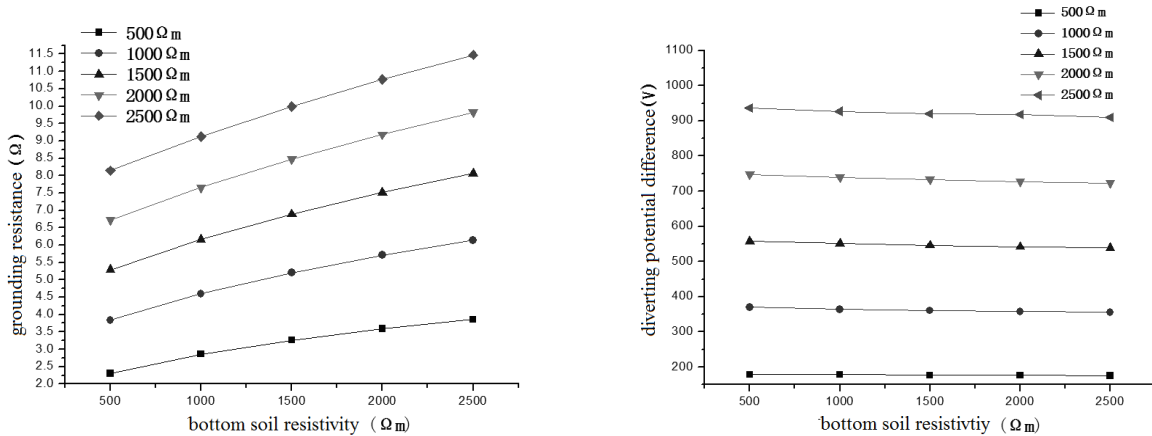 500Ωm
1000Ωm
1500Ωm
2000Ωm
2500Ωm
11.5
11.0
10.5
10.0
9.5
9.0
8.5
8.0
7.5
7.0
6.5
6.0
5.5
5.0
4.5
4.0
3.5
3.0
2.5
2.0
grounding resistance (Ω)
500 1000 1500 2000 2500
bottom soil resistivity (Ωm)
500Ωm
1000Ωm
1500Ωm
2000Ωm
2500Ωm
1100
1000
900
800
700
600
500
400
300
200
diverting potential difference(V)
500 1000 1500 2000 2500
bottom soil resistivtiy (Ωm)